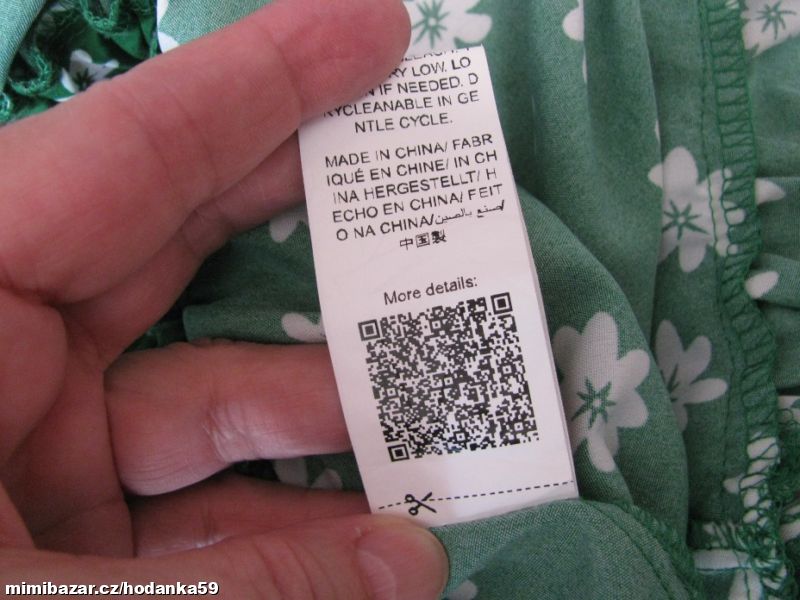 RY LOW. LO
N IF NEEDED. D
RYCLEANABLE IN GE
NTLE CYCLE.
MADE IN CHINA/ FABR
IQUÉ EN CHINE/ IN CH
INA HERGESTELLT/ H
ECHO EN CHINA/ FEIT
O NA CHINA/صنع بالصين/
中国製
More details:
mimibazar.cz/hodanka59